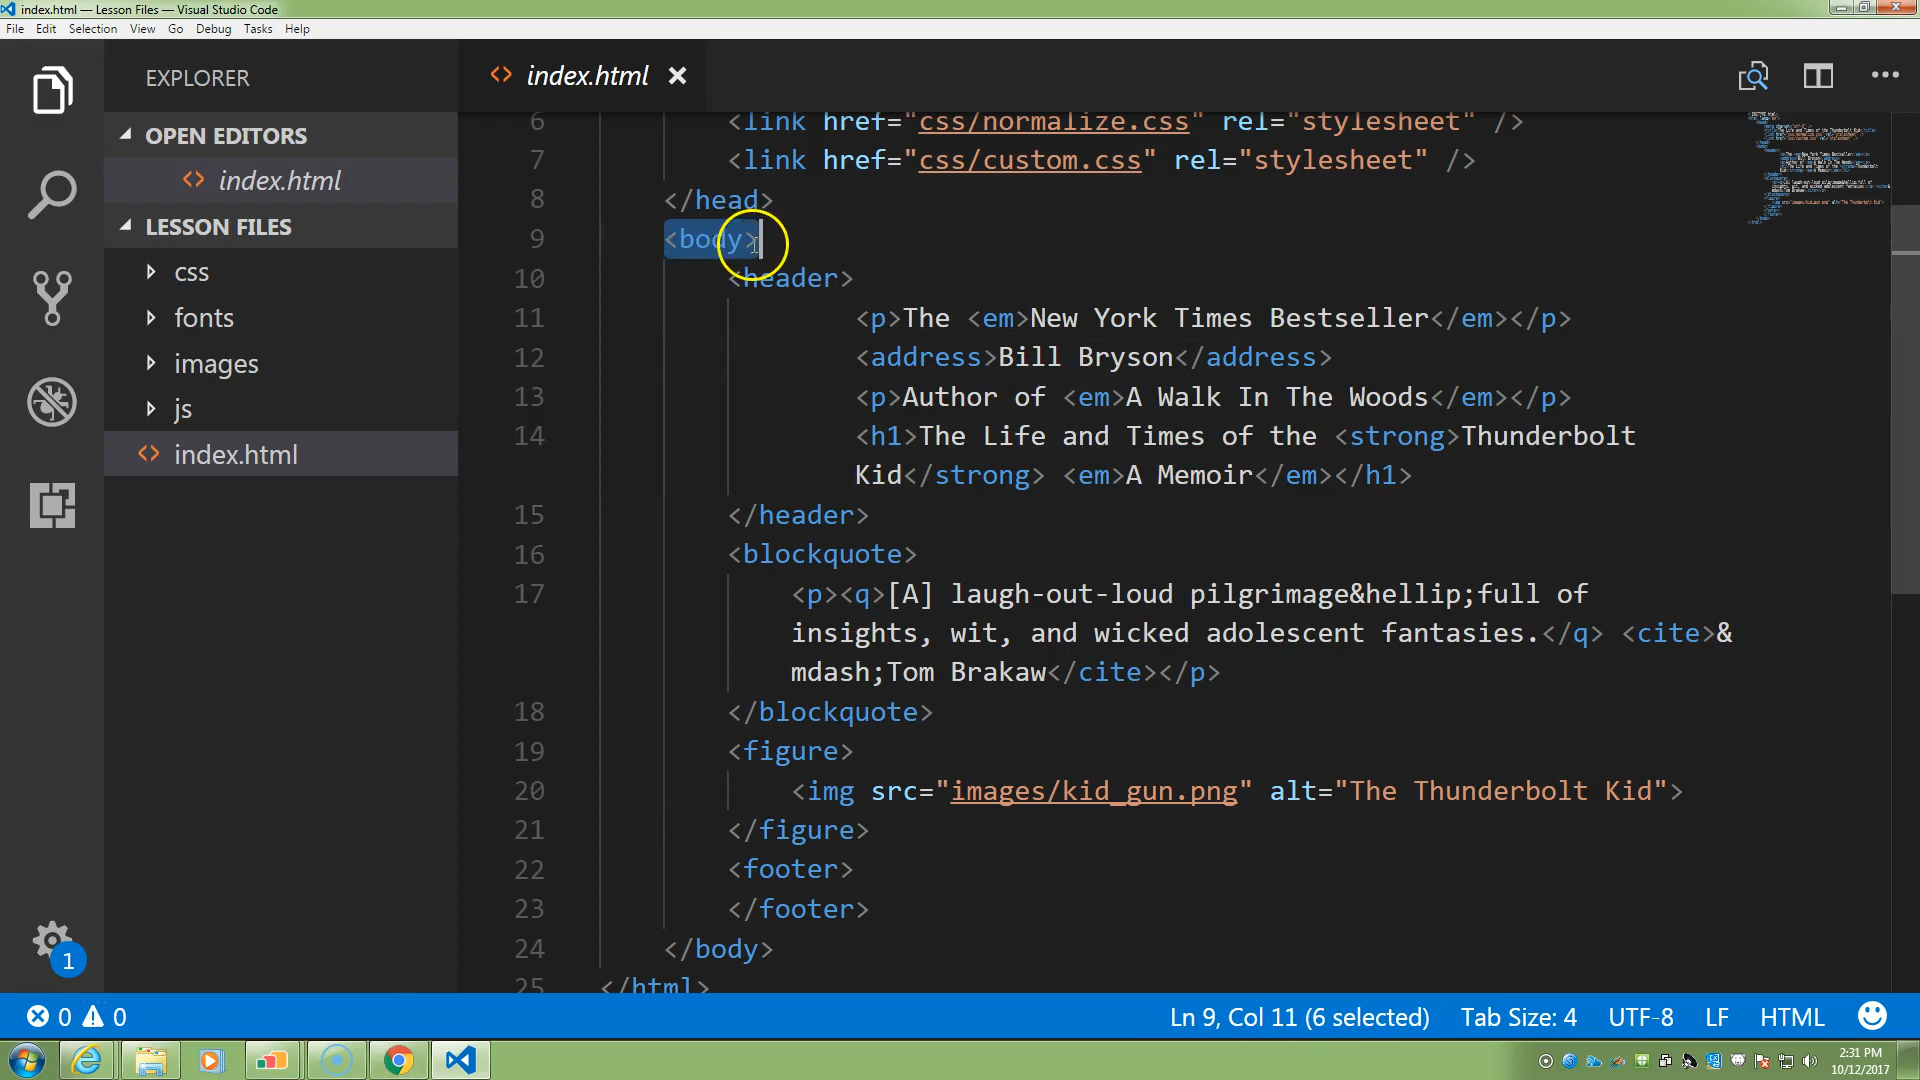 index.html — Lesson Files — Visual Studio Code
File Edit Selection View Go Debug Tasks Help
EXPLORER
index.html
OPEN EDITORS
index.html
LESSON FILES
css
fonts
images
js
index.html
6 <link href="css/normalize.css" rel="stylesheet" />
7 <link href="css/custom.css" rel="stylesheet" />
8 </head>
9 <body>
10 <header>
11 <p>The <em>New York Times Bestseller</em></p>
12 <address>Bill Bryson</address>
13 <p>Author of <em>A Walk In The Woods</em></p>
14 <h1>The Life and Times of the <strong>Thunderbolt
Kid</strong> <em>A Memoir</em></h1>
15 </header>
16 <blockquote>
17 <p><q>[A] laugh-out-loud pilgrimage&hellip;full of
insights, wit, and wicked adolescent fantasies.</q> <cite>&
mdash;Tom Brakaw</cite></p>
18 </blockquote>
19 <figure>
20 <img src="images/kid_gun.png" alt="The Thunderbolt Kid">
21 </figure>
22 <footer>
23 </footer>
24 </body>
25 </html>
1
0 0 Ln 9, Col 11 (6 selected) Tab Size: 4 UTF-8 LF HTML
2:31 PM
10/12/2017